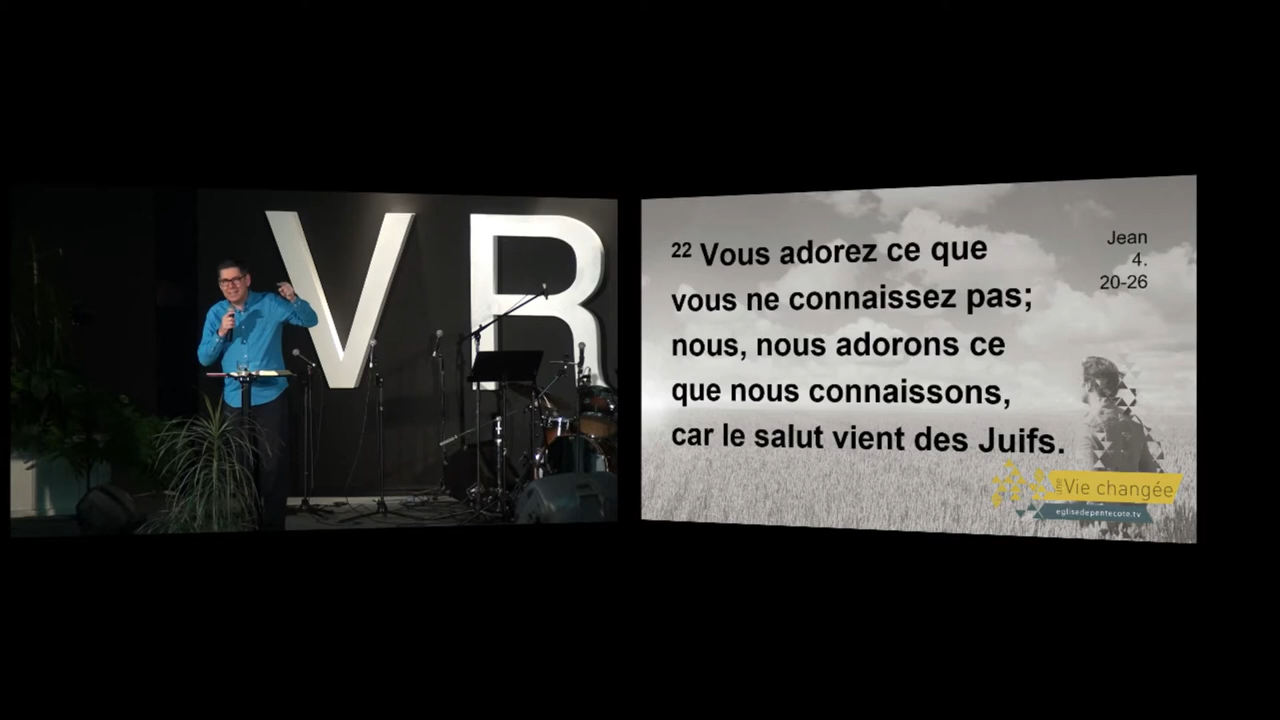 V R
22 Vous adorez ce que
vous ne connaissez pas;
nous, nous adorons ce
que nous connaissons,
car le salut vient des Juifs.
Jean
4.
20-26
une Vie changée
eglisedepentecote.tv